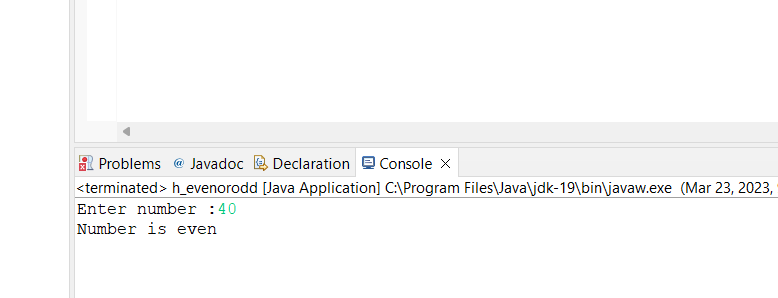 Problems @ Javadoc Declaration Console
<terminated> h_evenorodd [Java Application] C:\Program Files\Java\jdk-19\bin\javaw.exe (Mar 23, 2023,
Enter number :40
Number is even